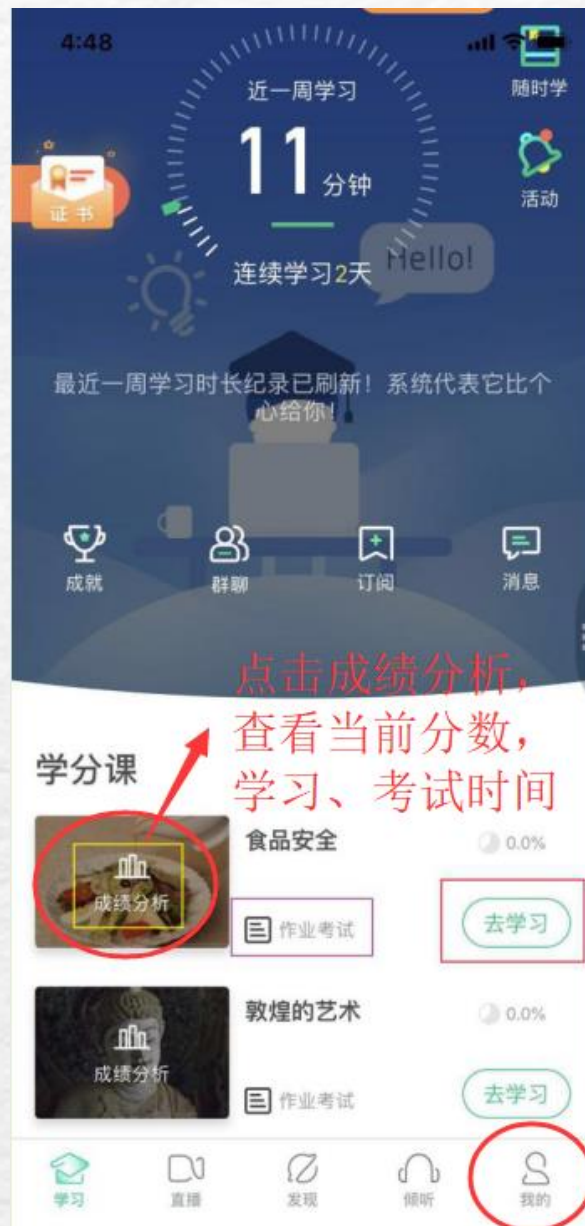 4:48
随时学
近一周学习
11分钟
证书
活动
连续学习2天
Hello!
最近一周学习时长纪录已刷新！系统代表它比个
心给你！
成就
群聊
订阅
消息
点击成绩分析，
查看当前分数，
学习、考试时间
学分课
食品安全
0.0%
成绩分析
作业考试
去学习
敦煌的艺术
0.0%
成绩分析
作业考试
去学习
学习
直播
发现
倾听
我的